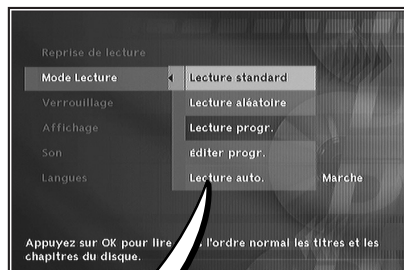 Reprise de lecture
Mode Lecture
Lecture standard
Verrouillage
Lecture aléatoire
Affichage
Lecture progr.
Son
éditer progr.
Langues
Lecture auto.
Marche
Appuyez sur OK pour lire l'ordre normal les titres et les
chapitres du disque.